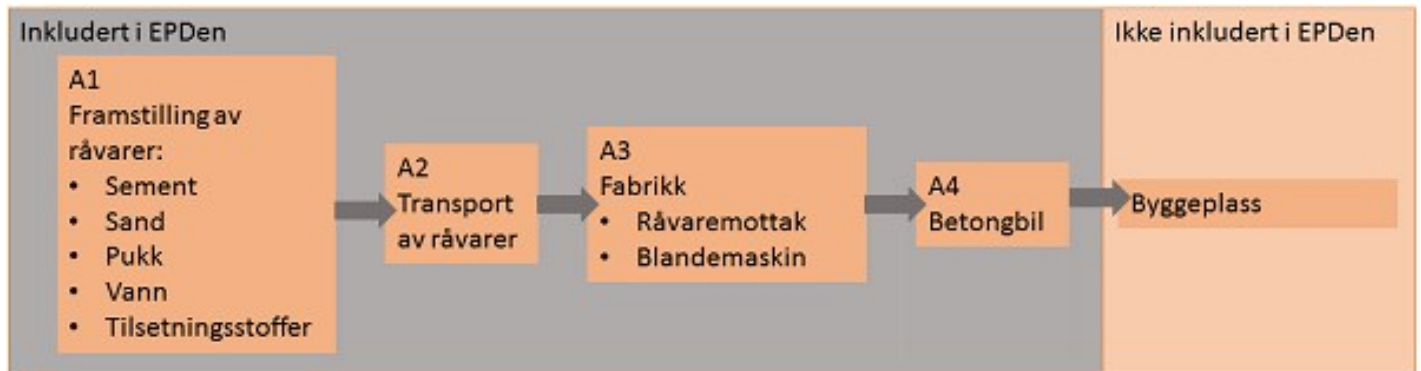 Inkludert i EPDen
Ikke inkludert i EPDen
A1
Framstilling av
råvarer:
• Sement
• Sand
• Pukk
• Vann
• Tilsetningsstoffer
A2
Transport
av råvarer
A3
Fabrikk
• Råvaremottak
• Blandemaskin
A4
Betongbil
Byggeplass